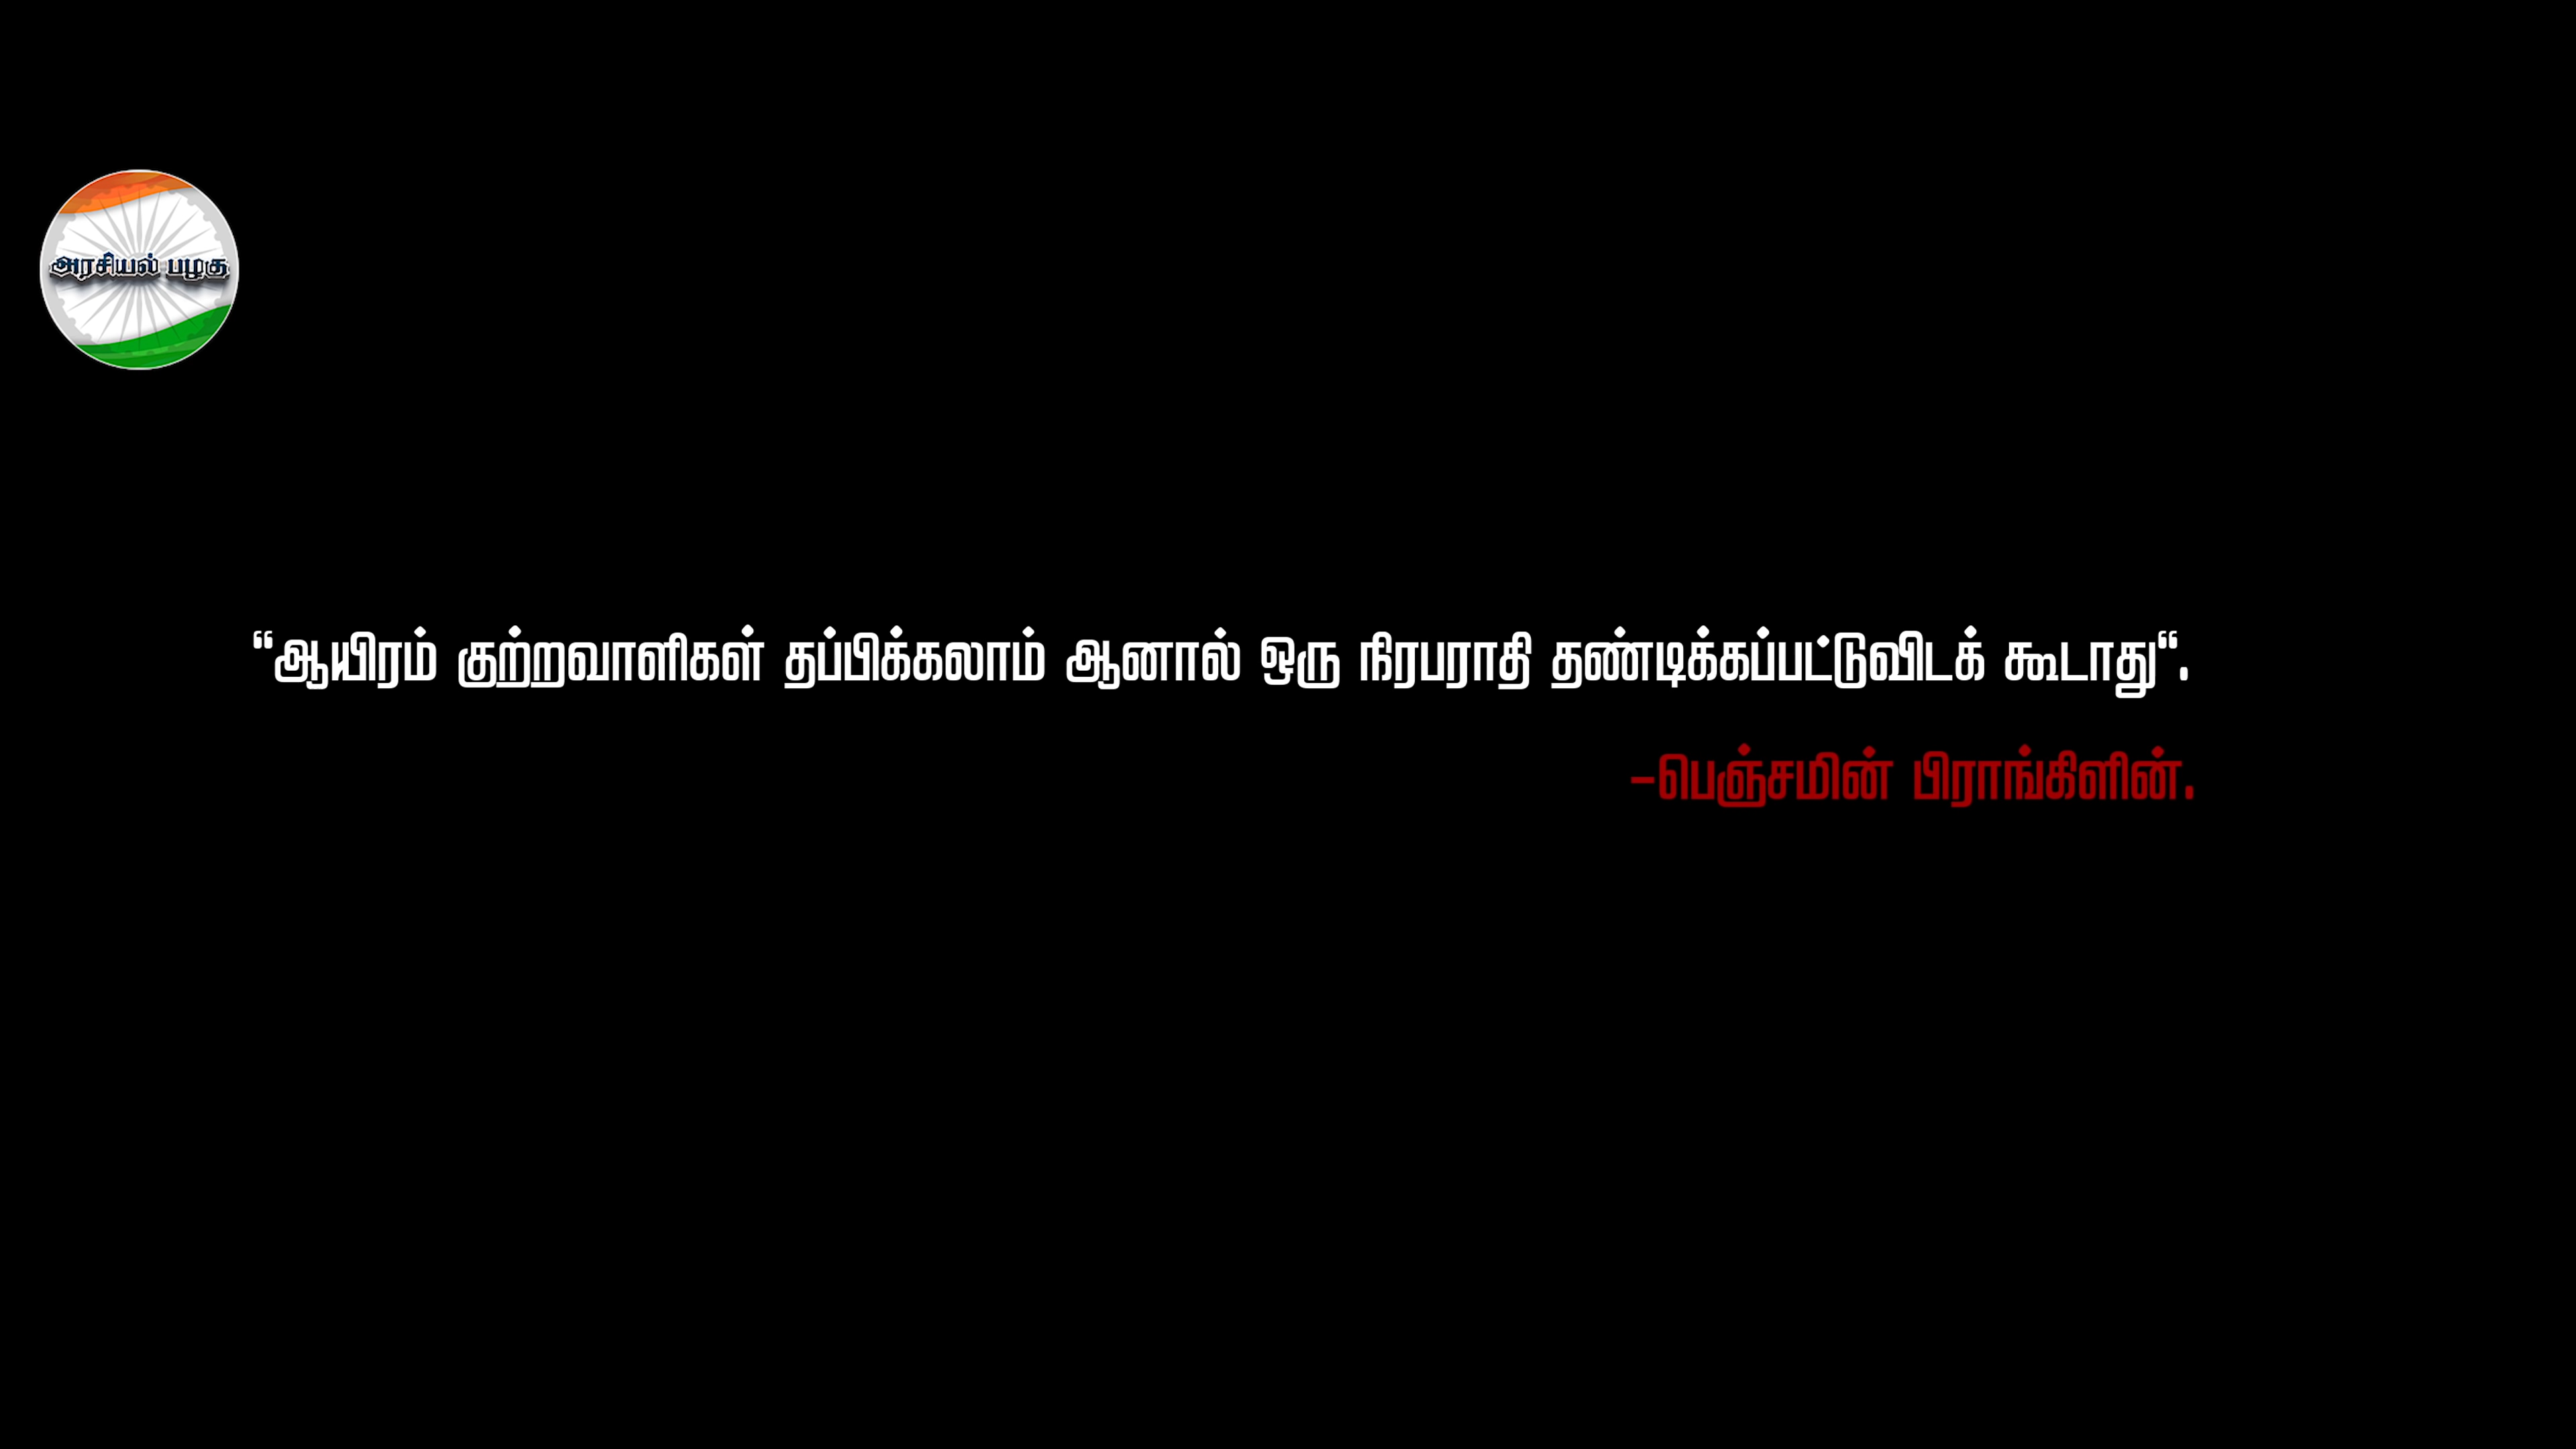 அரசியல் பழகு
“ஆயிரம் குற்றவாளிகள் தப்பிக்கலாம் ஆனால் ஒரு நிரபராதி தண்டிக்கப்பட்டுவிடக் கூடாது“.
-பெஞ்சமின் பிராங்கிளின்.